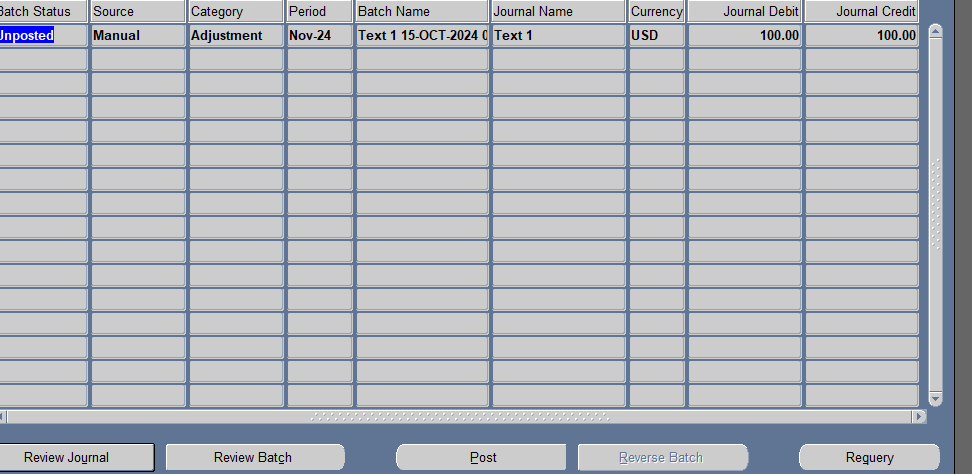 Batch Status Source Category Period Batch Name Journal Name Currency Journal Debit Journal Credit
Unposted Manual Adjustment Nov-24 Text 1 15-OCT-2024 0 Text 1 USD 100.00 100.00
Review Journal Review Batch Post Reverse Batch Requery